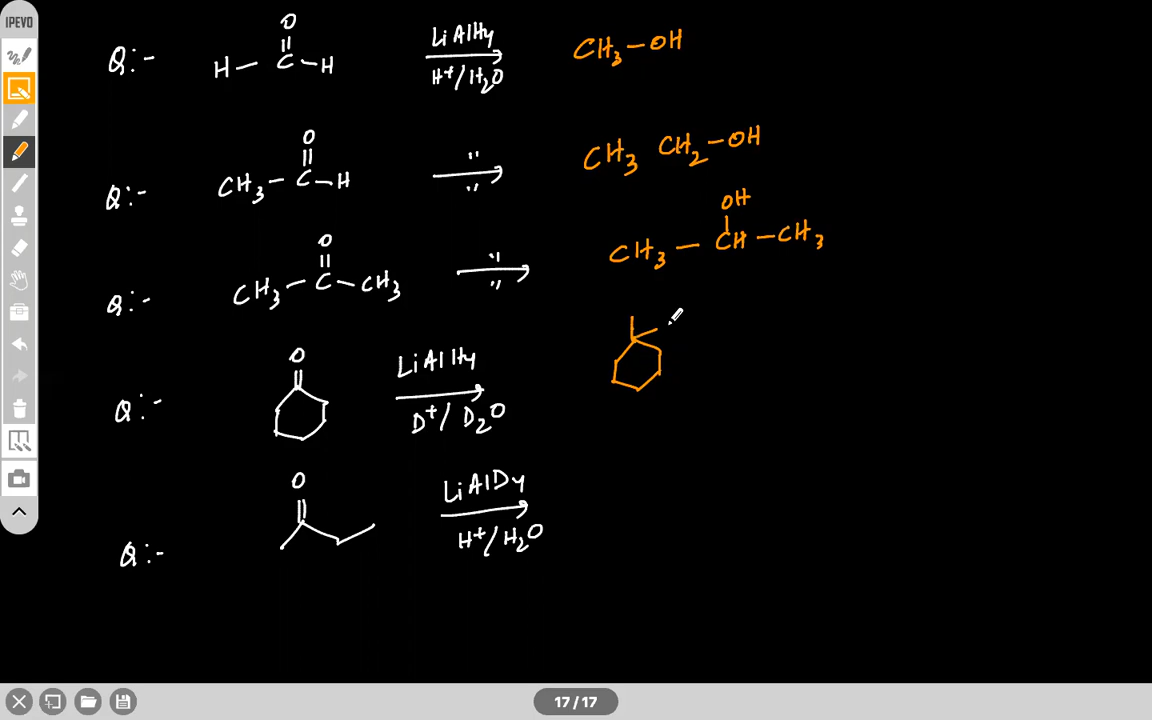 IPEVO
Q:- H-C-H O LiAlH4 H+/H2O CH3-OH
Q:- CH3-C-H O " " CH3 CH2-OH
Q:- CH3-C-CH3 O " " CH3-CH-CH3 OH
Q:- O LiAlH4 D+/D2O
Q:- O LiAlD4 H+/H2O
17/17